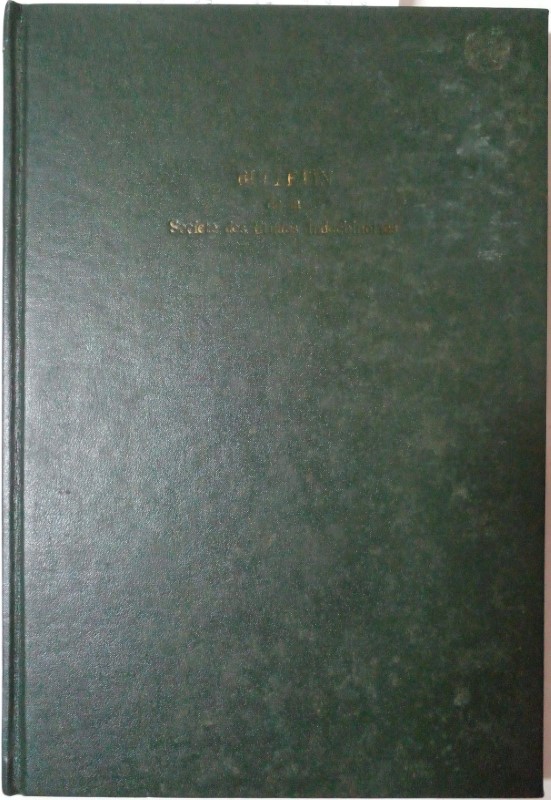 BULLETIN
de la
Société des Études Indochinoises